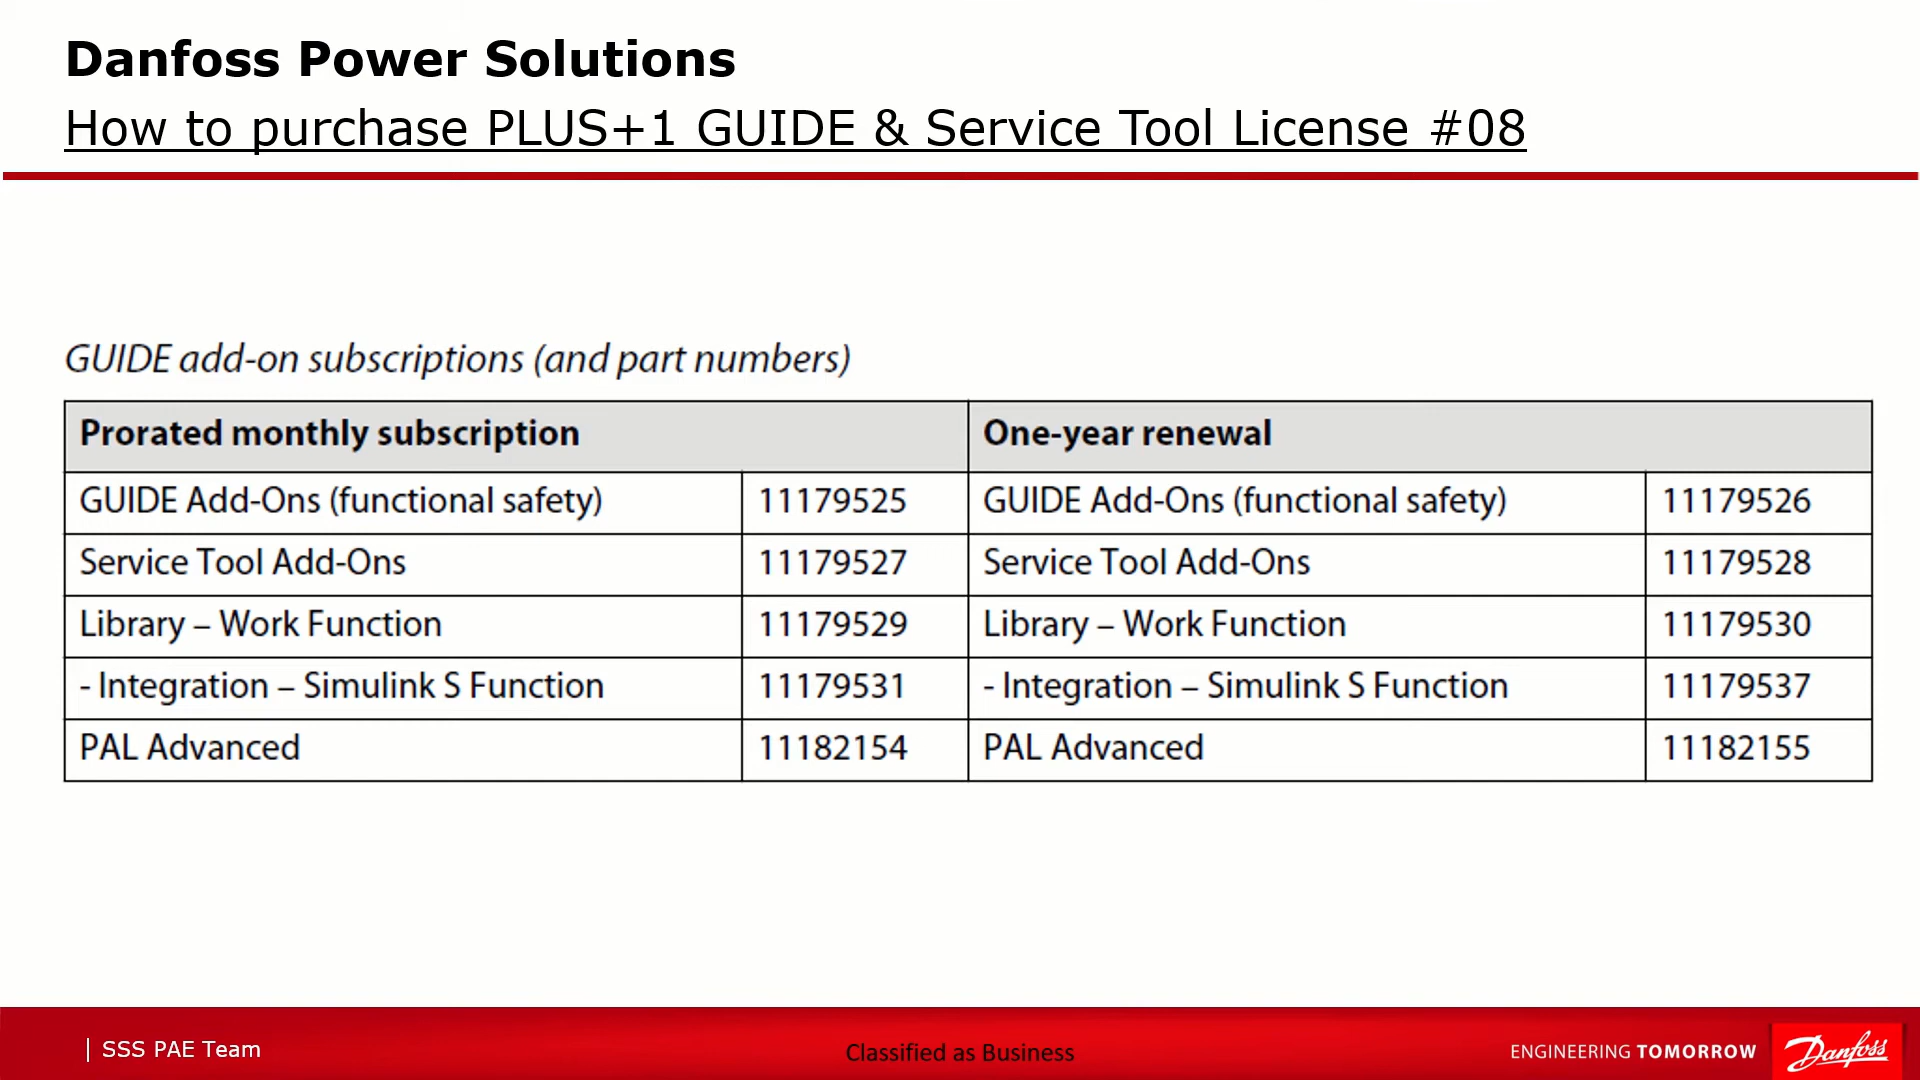 Danfoss Power Solutions
How to purchase PLUS+1 GUIDE & Service Tool License #08
GUIDE add-on subscriptions (and part numbers)
Prorated monthly subscription One-year renewal
GUIDE Add-Ons (functional safety) 11179525 GUIDE Add-Ons (functional safety) 11179526
Service Tool Add-Ons 11179527 Service Tool Add-Ons 11179528
Library – Work Function 11179529 Library – Work Function 11179530
- Integration – Simulink S Function 11179531 - Integration – Simulink S Function 11179537
PAL Advanced 11182154 PAL Advanced 11182155
| SSS PAE Team Classified as Business ENGINEERING TOMORROW Danfoss